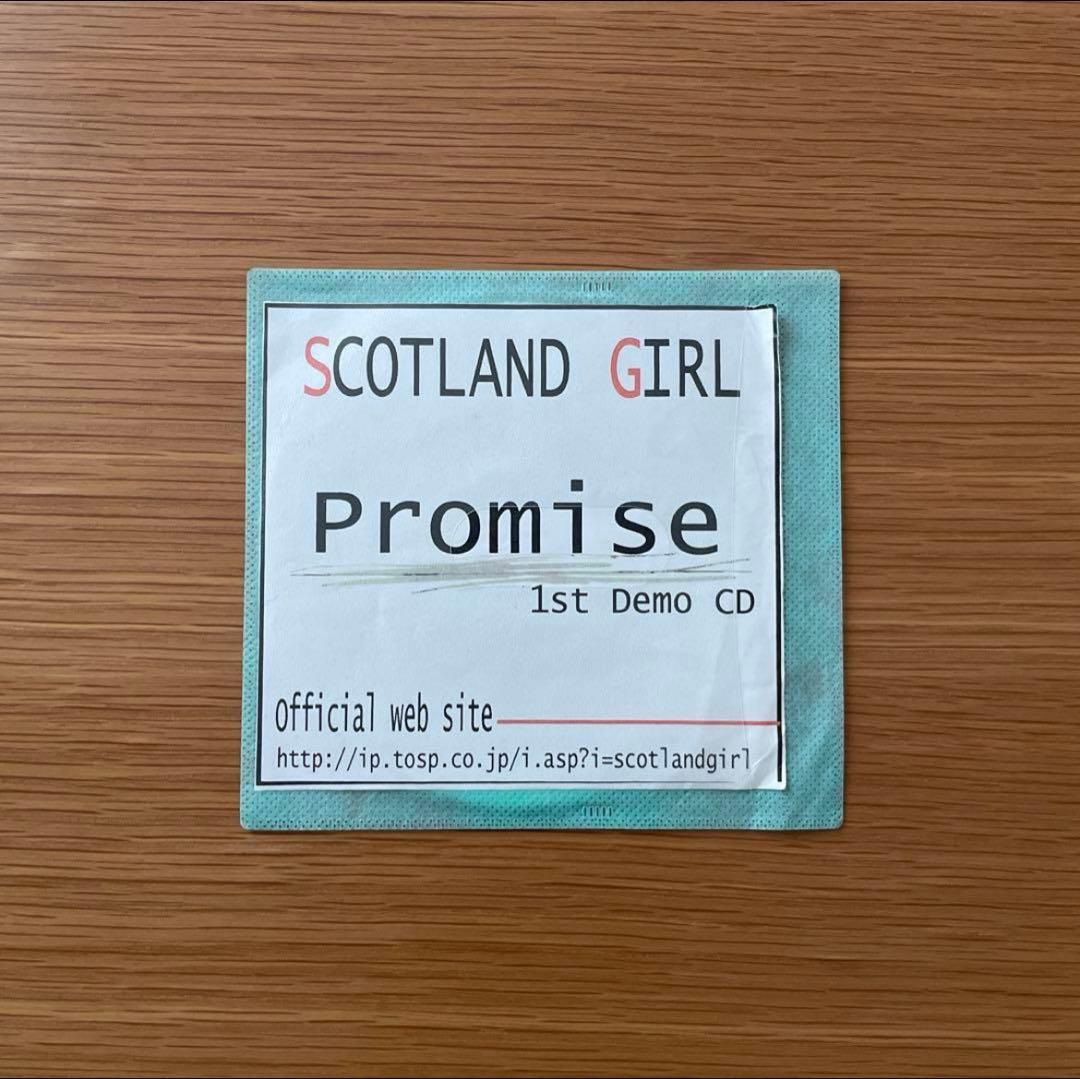 SCOTLAND GIRL
Promise
1st Demo CD
Official web site
http://ip.tosp.co.jp/i.asp?i=scotlandgirl